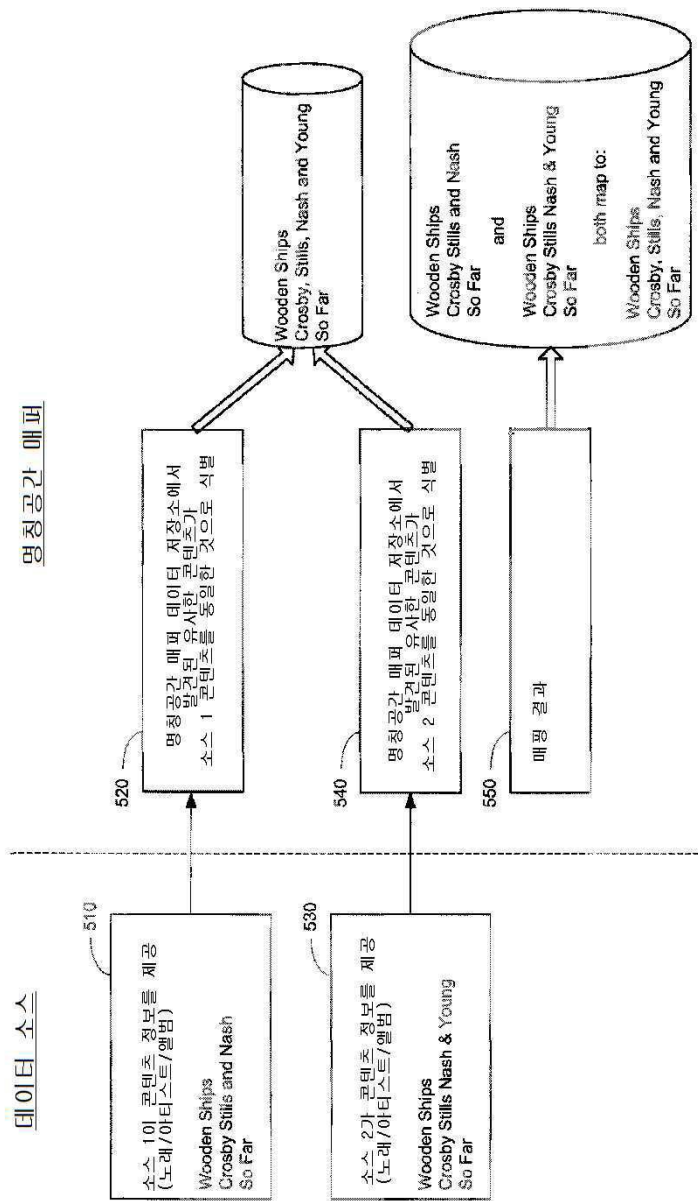 데이터 소스
명칭공간 매퍼
510
소스 1이 콘텐츠 정보를 제공
(노래/아티스트/앨범)
Wooden Ships
Crosby Stills and Nash
So Far
520
명칭공간 매퍼 데이터 저장소에서
발견된 유사한 콘텐츠가
소스 1 콘텐츠를 동일한 것으로 식별
Wooden Ships
Crosby, Stills, Nash and Young
So Far
530
소스 2가 콘텐츠 정보를 제공
(노래/아티스트/앨범)
Wooden Ships
Crosby Stills Nash & Young
So Far
540
명칭공간 매퍼 데이터 저장소에서
발견된 유사한 콘텐츠가
소스 2 콘텐츠를 동일한 것으로 식별
550
매핑 결과
Wooden Ships
Crosby Stills and Nash
So Far
and
Wooden Ships
Crosby Stills Nash & Young
So Far
both map to:
Wooden Ships
Crosby, Stills, Nash and Young
So Far